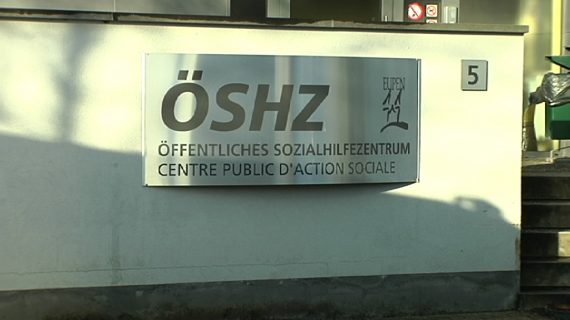 ÖSHZ
EUPEN
ÖFFENTLICHES SOZIALHILFEZENTRUM
CENTRE PUBLIC D'ACTION SOCIALE
5